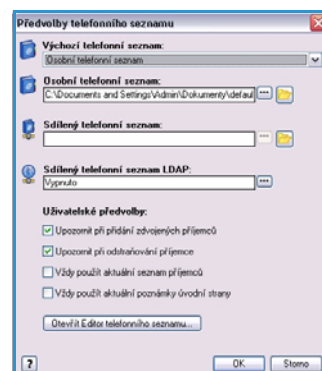 Předvolby telefonního seznamu
Výchozí telefonní seznam:
Osobní telefonní seznam
Osobní telefonní seznam:
C:\Documents and Settings\Admin\Dokumenty\defaul
Sdílený telefonní seznam:
Sdílený telefonní seznam LDAP:
Vypnuto
Uživatelské předvolby:
Upozornit při přidání zdvojených příjemců
Upozornit při odstraňování příjemce
Vždy použít aktuální seznam příjemců
Vždy použít aktuální poznámky úvodní strany
Otevřít Editor telefonního seznamu...
?
OK
Storno